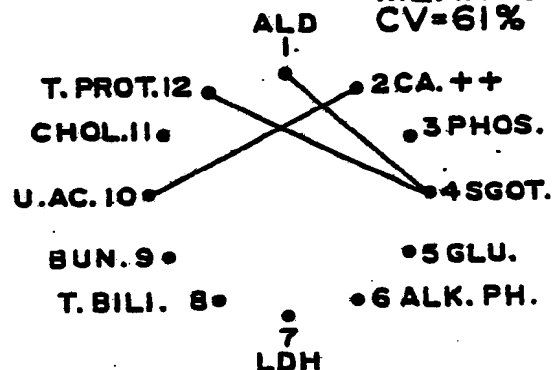 ALD
CV=61%
1.
T. PROT. 12
2 CA. ++
CHOL. 11
3 PHOS.
U. AC. 10
4 SGOT.
BUN. 9
5 GLU.
T. BILI. 8
6 ALK. PH.
7
LDH